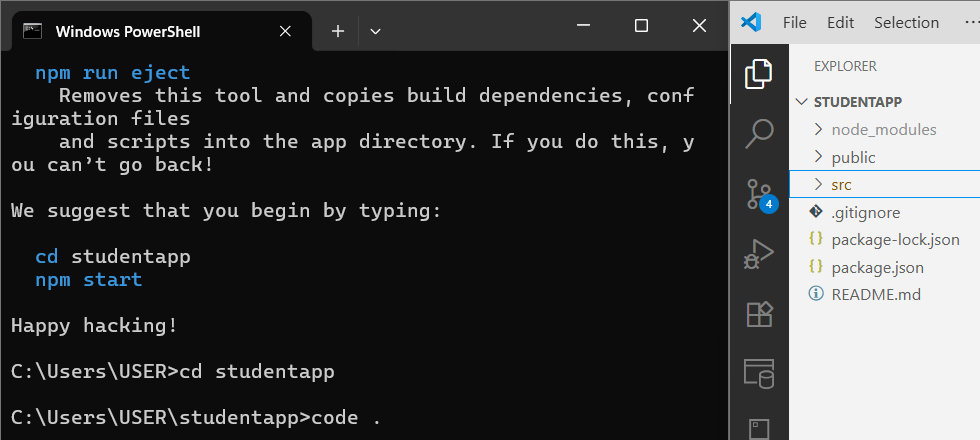 Windows PowerShell
npm run eject
Removes this tool and copies build dependencies, conf
iguration files
and scripts into the app directory. If you do this, y
ou can’t go back!
We suggest that you begin by typing:
cd studentapp
npm start
Happy hacking!
C:\Users\USER>cd studentapp
C:\Users\USER\studentapp>code .
File Edit Selection ...
EXPLORER
STUDENTAPP
node_modules
public
src
.gitignore
package-lock.json
package.json
README.md
4